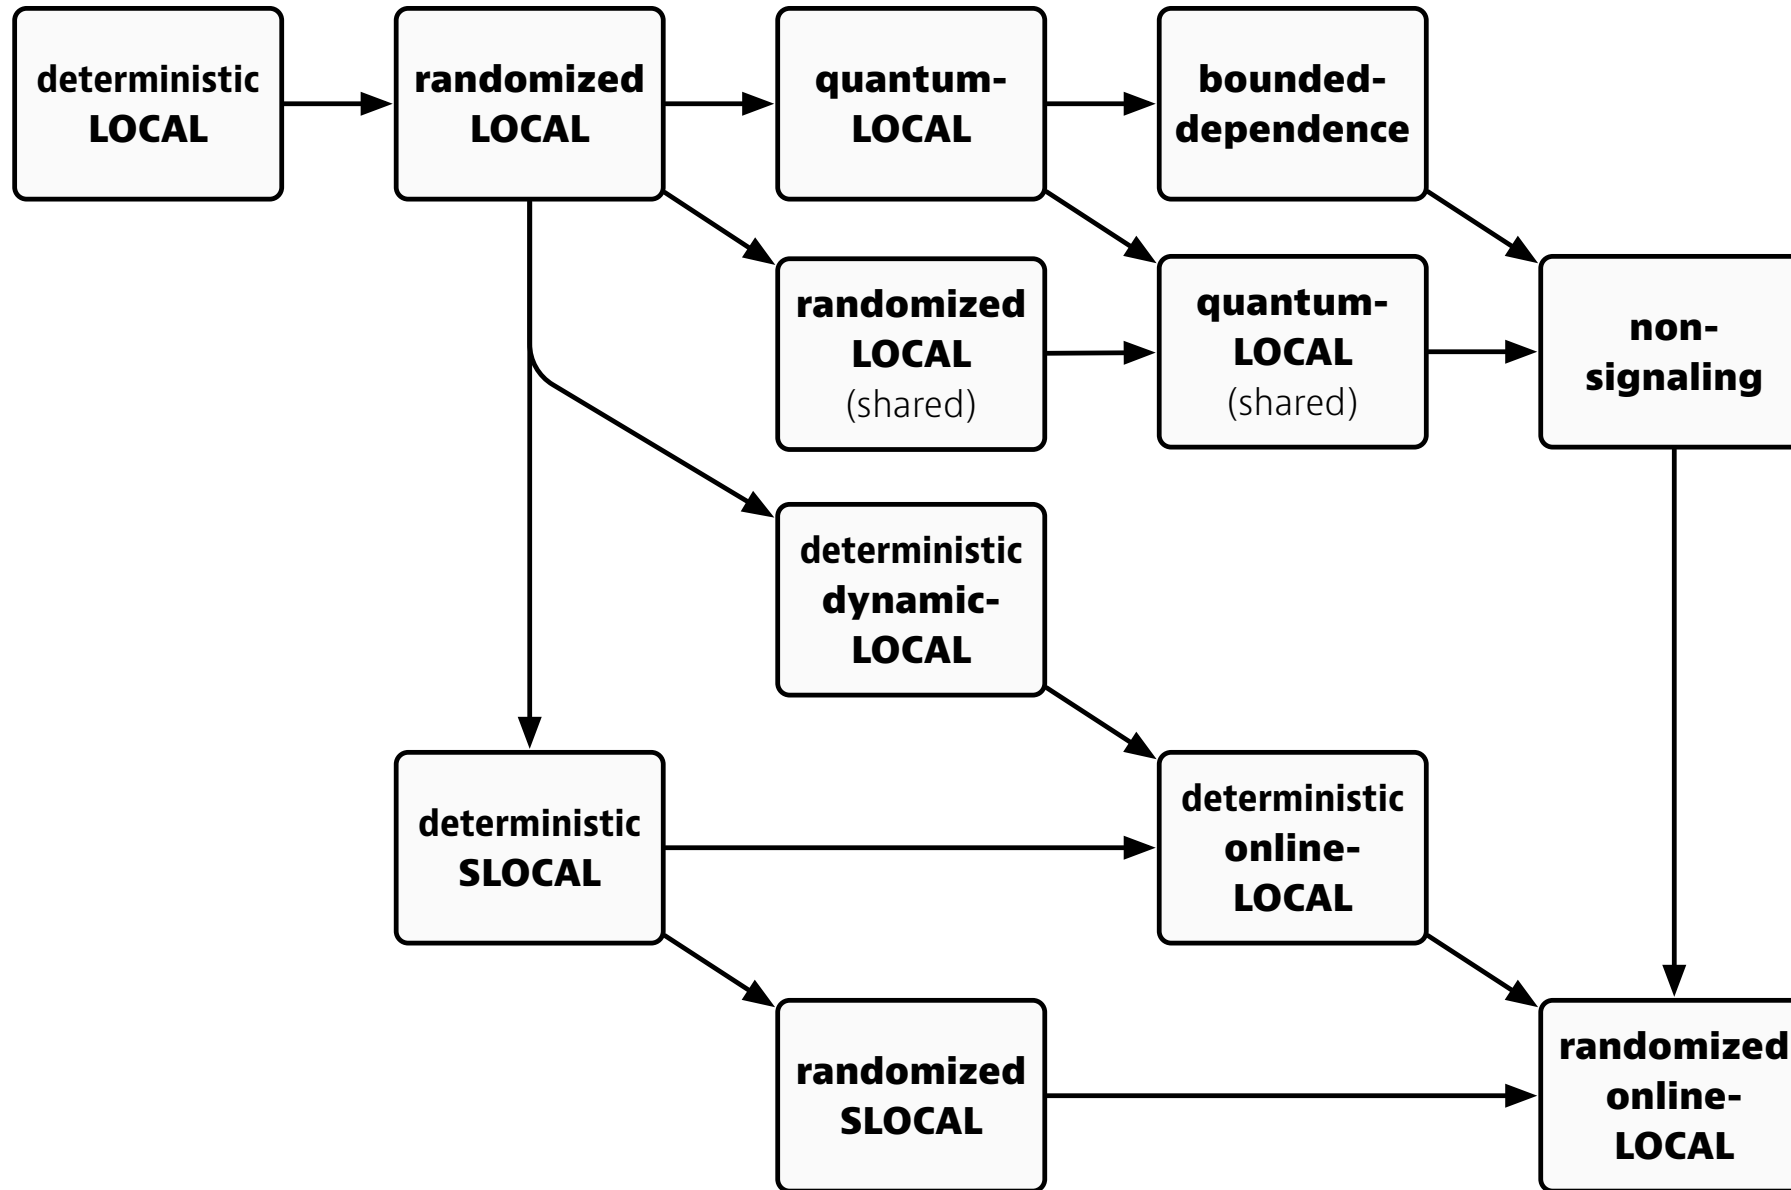 deterministic
LOCAL
randomized
LOCAL
quantum-
LOCAL
bounded-
dependence
randomized
LOCAL
(shared)
quantum-
LOCAL
(shared)
non-
signaling
deterministic
dynamic-
LOCAL
deterministic
SLOCAL
deterministic
online-
LOCAL
randomized
SLOCAL
randomized
online-
LOCAL